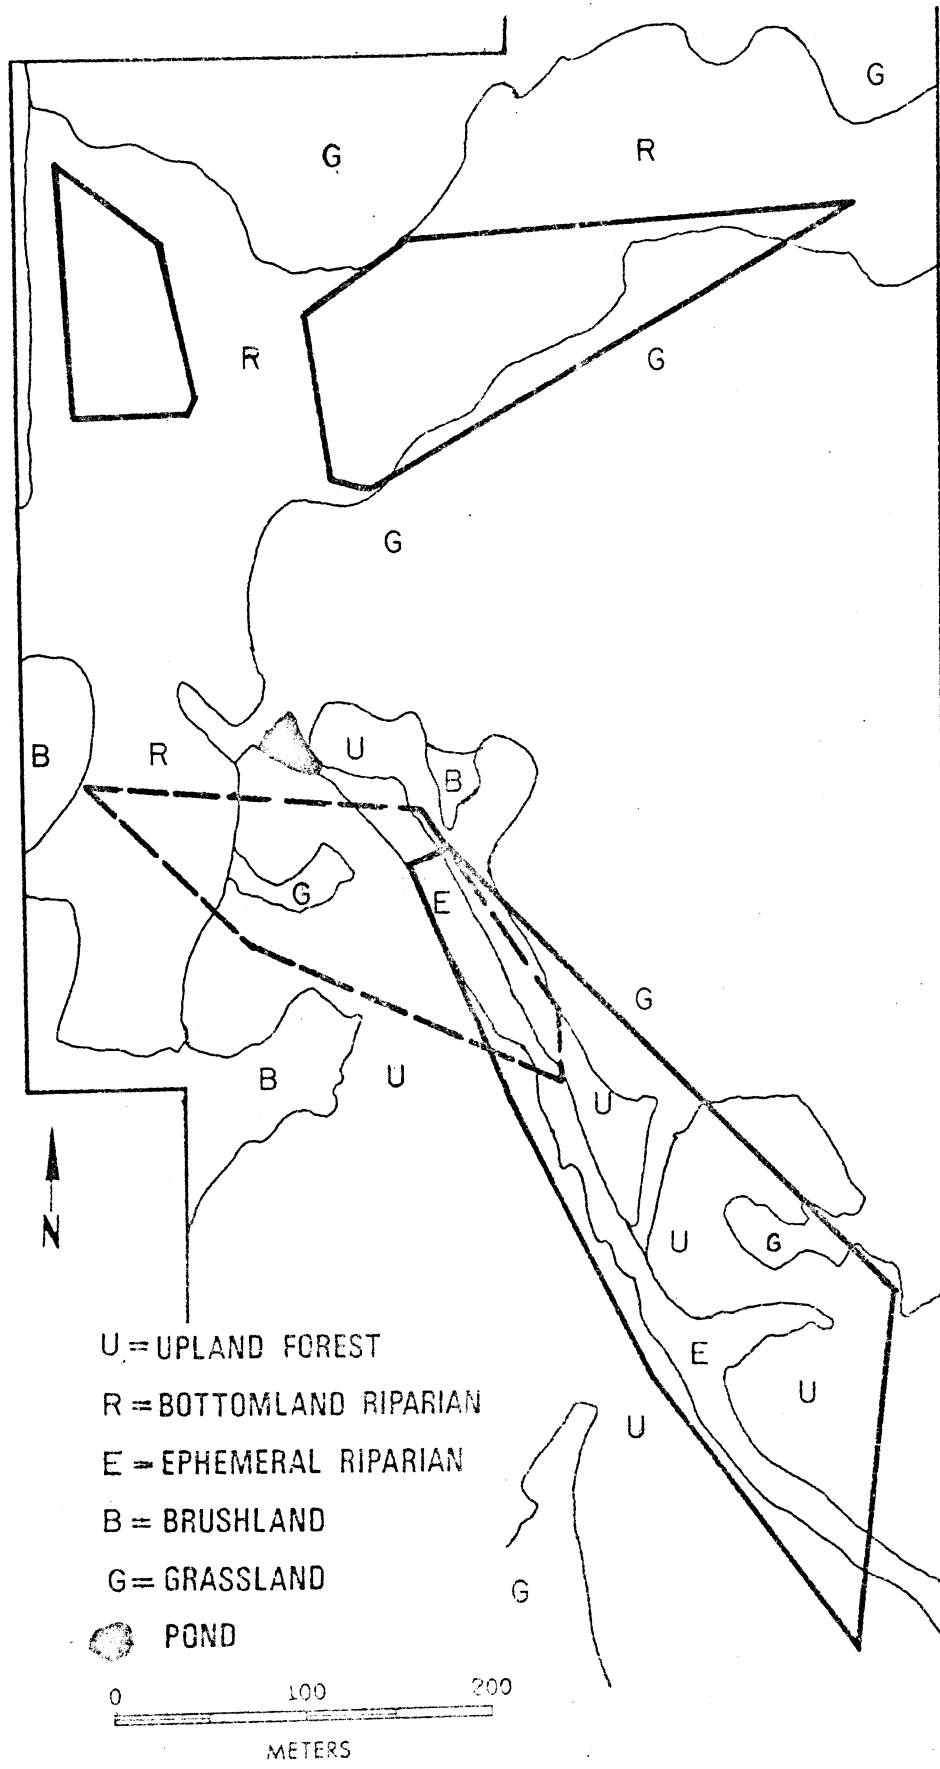 G
G
R
R
G
G
B
R
U
B
G
E
G
B
U
U
N
U
G
E
U
U
G
U = UPLAND FOREST
R = BOTTOMLAND RIPARIAN
E = EPHEMERAL RIPARIAN
B = BRUSHLAND
G = GRASSLAND
POND
0 100 200
METERS